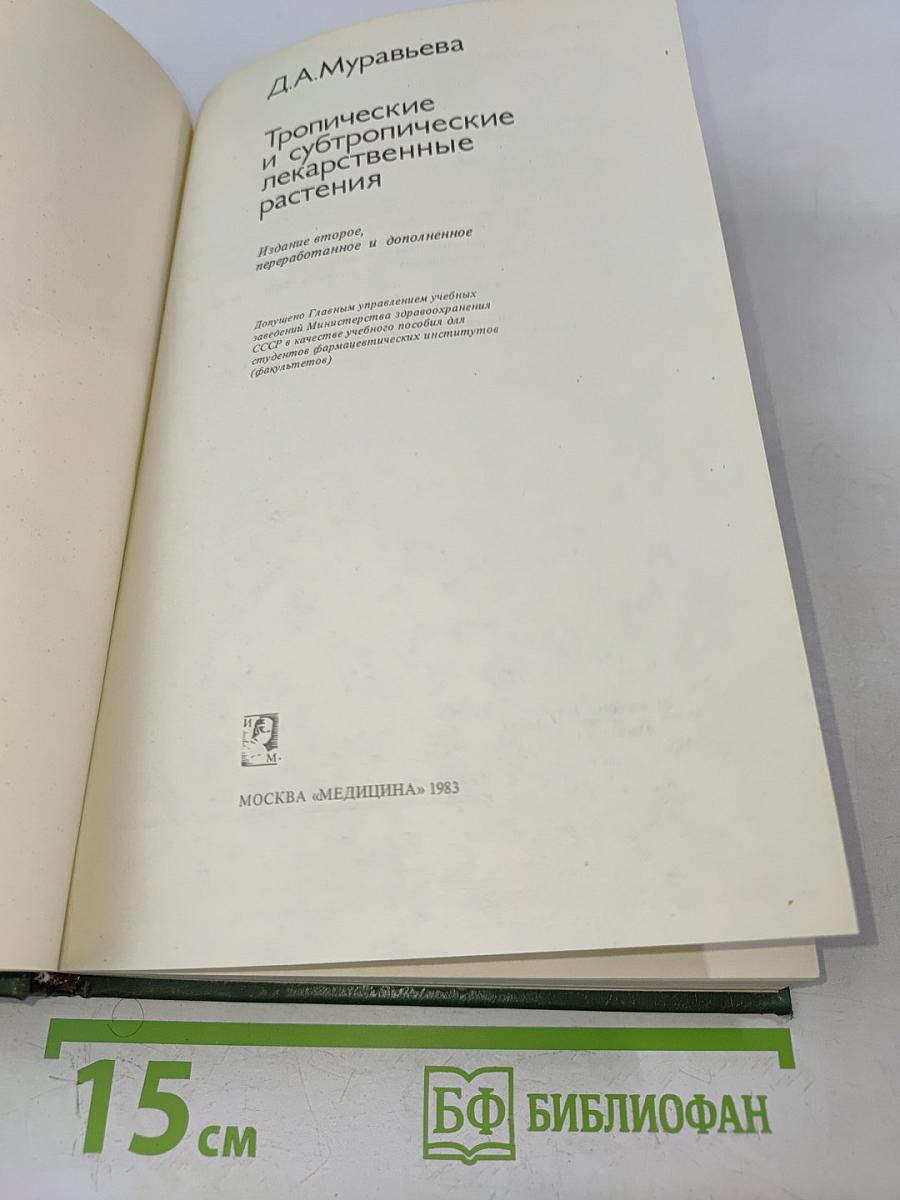 Д.А.Муравьева
Тропические
и субтропические
лекарственные
растения
Издание второе,
переработанное и дополненное
Допущено Главным управлением учебных
заведений Министерства здравоохранения
СССР в качестве учебного пособия для
студентов фармацевтических институтов
(факультетов)
И
М·
МОСКВА «МЕДИЦИНА» 1983
15 см
БФ БИБЛИОФАН